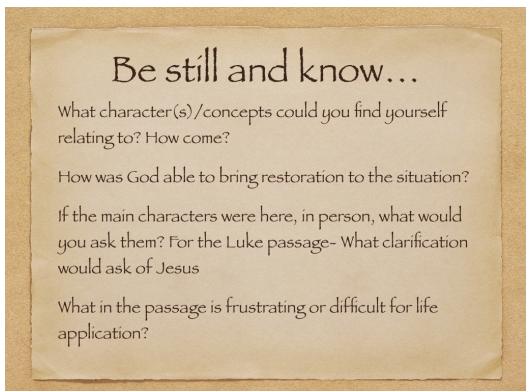 Be still and know...
What character(s)/concepts could you find yourself
relating to? How come?
How was God able to bring restoration to the situation?
If the main characters were here, in person, what would
you ask them? For the Luke passage- What clarification
would ask of Jesus
What in the passage is frustrating or difficult for life
application?